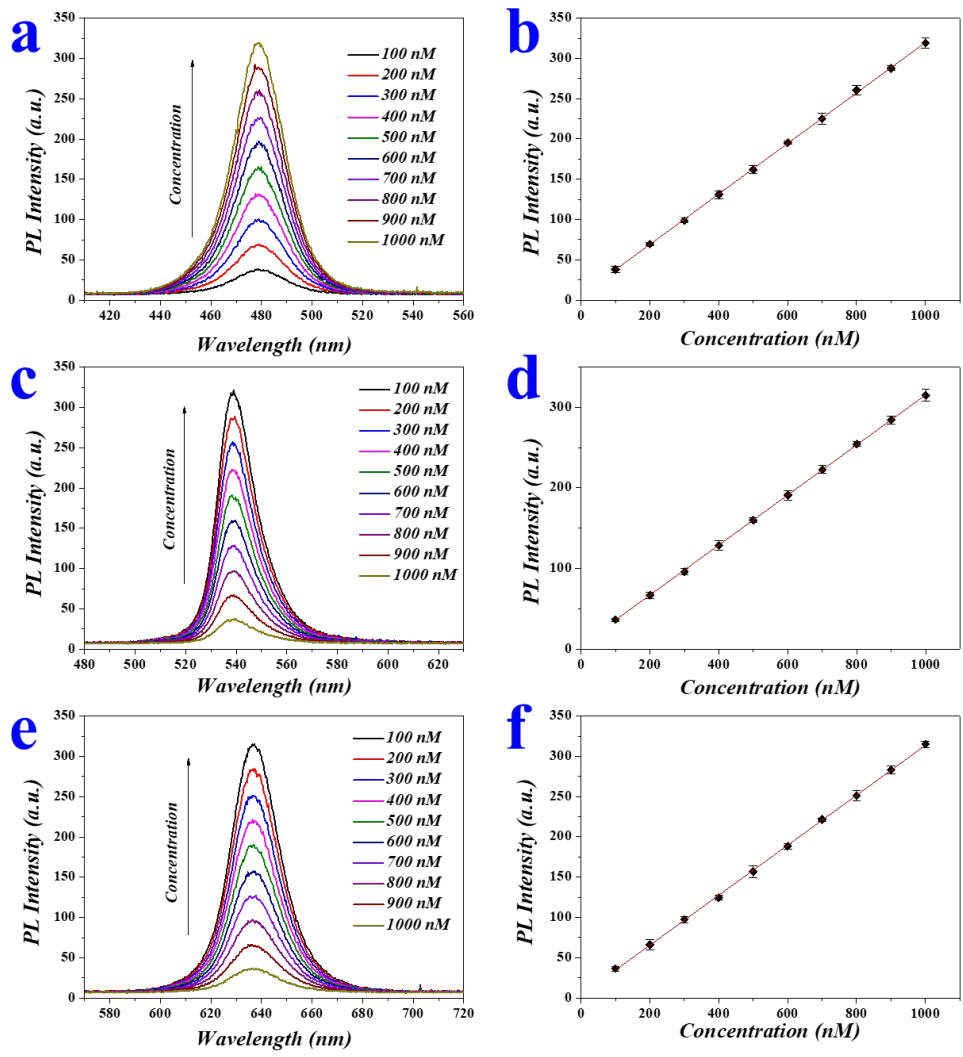 a
350
300
250
200
150
100
50
0
PL Intensity (a.u.)
Concentration
100 nM
200 nM
300 nM
400 nM
500 nM
600 nM
700 nM
800 nM
900 nM
1000 nM
420 440 460 480 500 520 540 560
Wavelength (nm)
b
350
300
250
200
150
100
50
0
PL Intensity (a.u.)
0 200 400 600 800 1000
Concentration (nM)
c
350
300
250
200
150
100
50
0
PL Intensity (a.u.)
Concentration
100 nM
200 nM
300 nM
400 nM
500 nM
600 nM
700 nM
800 nM
900 nM
1000 nM
480 500 520 540 560 580 600 620
Wavelength (nm)
d
300
250
200
150
100
50
0
PL Intensity (a.u.)
0 200 400 600 800 1000
Concentration (nM)
e
350
300
250
200
150
100
50
0
PL Intensity (a.u.)
Concentration
100 nM
200 nM
300 nM
400 nM
500 nM
600 nM
700 nM
800 nM
900 nM
1000 nM
580 600 620 640 660 680 700 720
Wavelength (nm)
f
350
300
250
200
150
100
50
0
PL Intensity (a.u.)
0 200 400 600 800 1000
Concentration (nM)